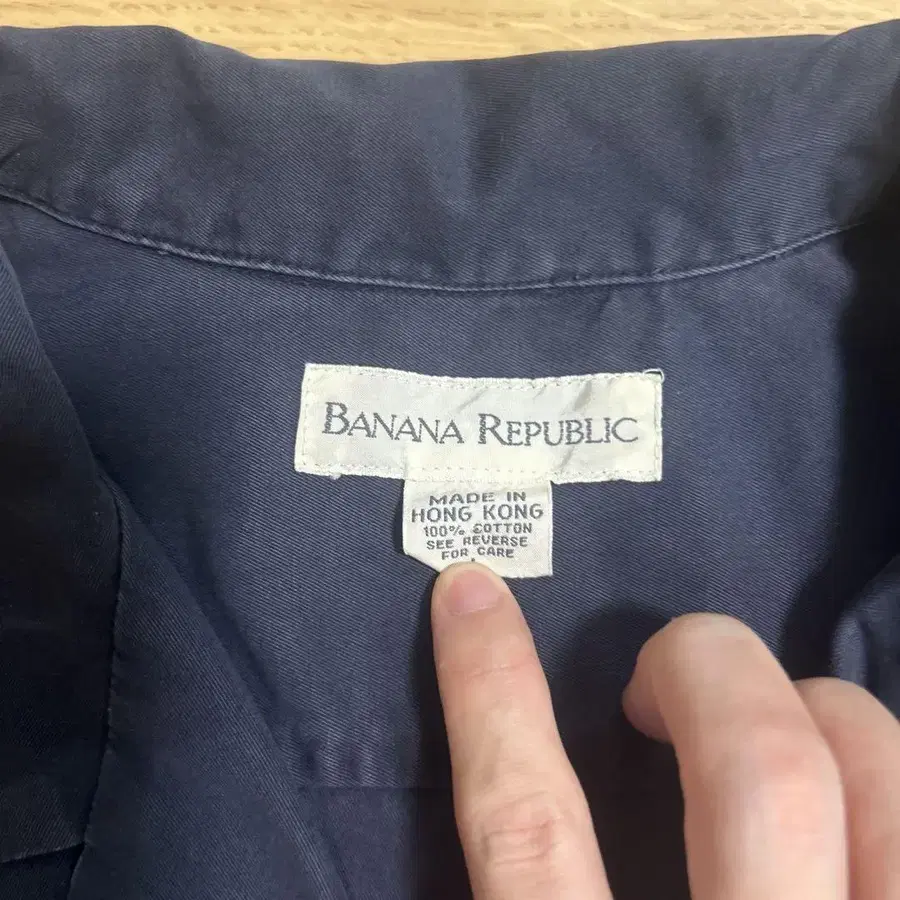 BANANA REPUBLIC
MADE IN
HONG KONG
100% COTTON
SEE REVERSE
FOR CARE